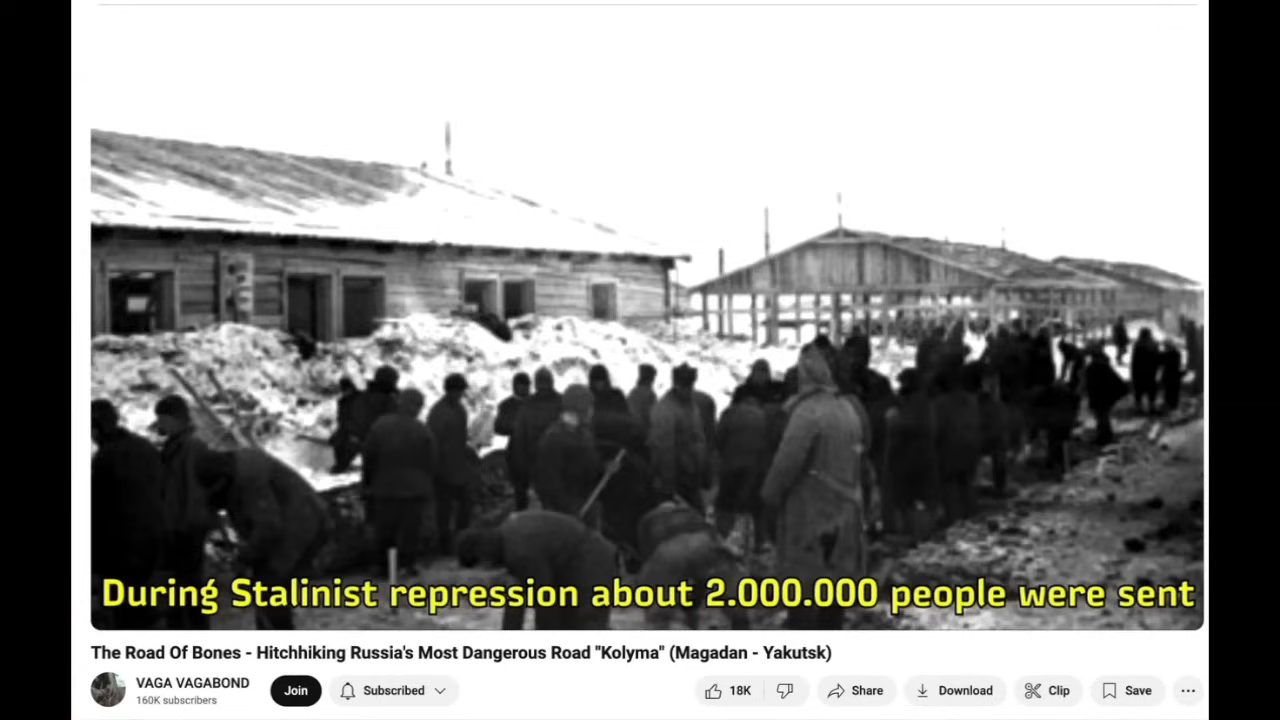 During Stalinist repression about 2.000.000 people were sent
The Road Of Bones - Hitchhiking Russia's Most Dangerous Road "Kolyma" (Magadan - Yakutsk)
VAGA VAGABOND
160K subscribers
Join
Subscribed
18K
Share
Download
Clip
Save